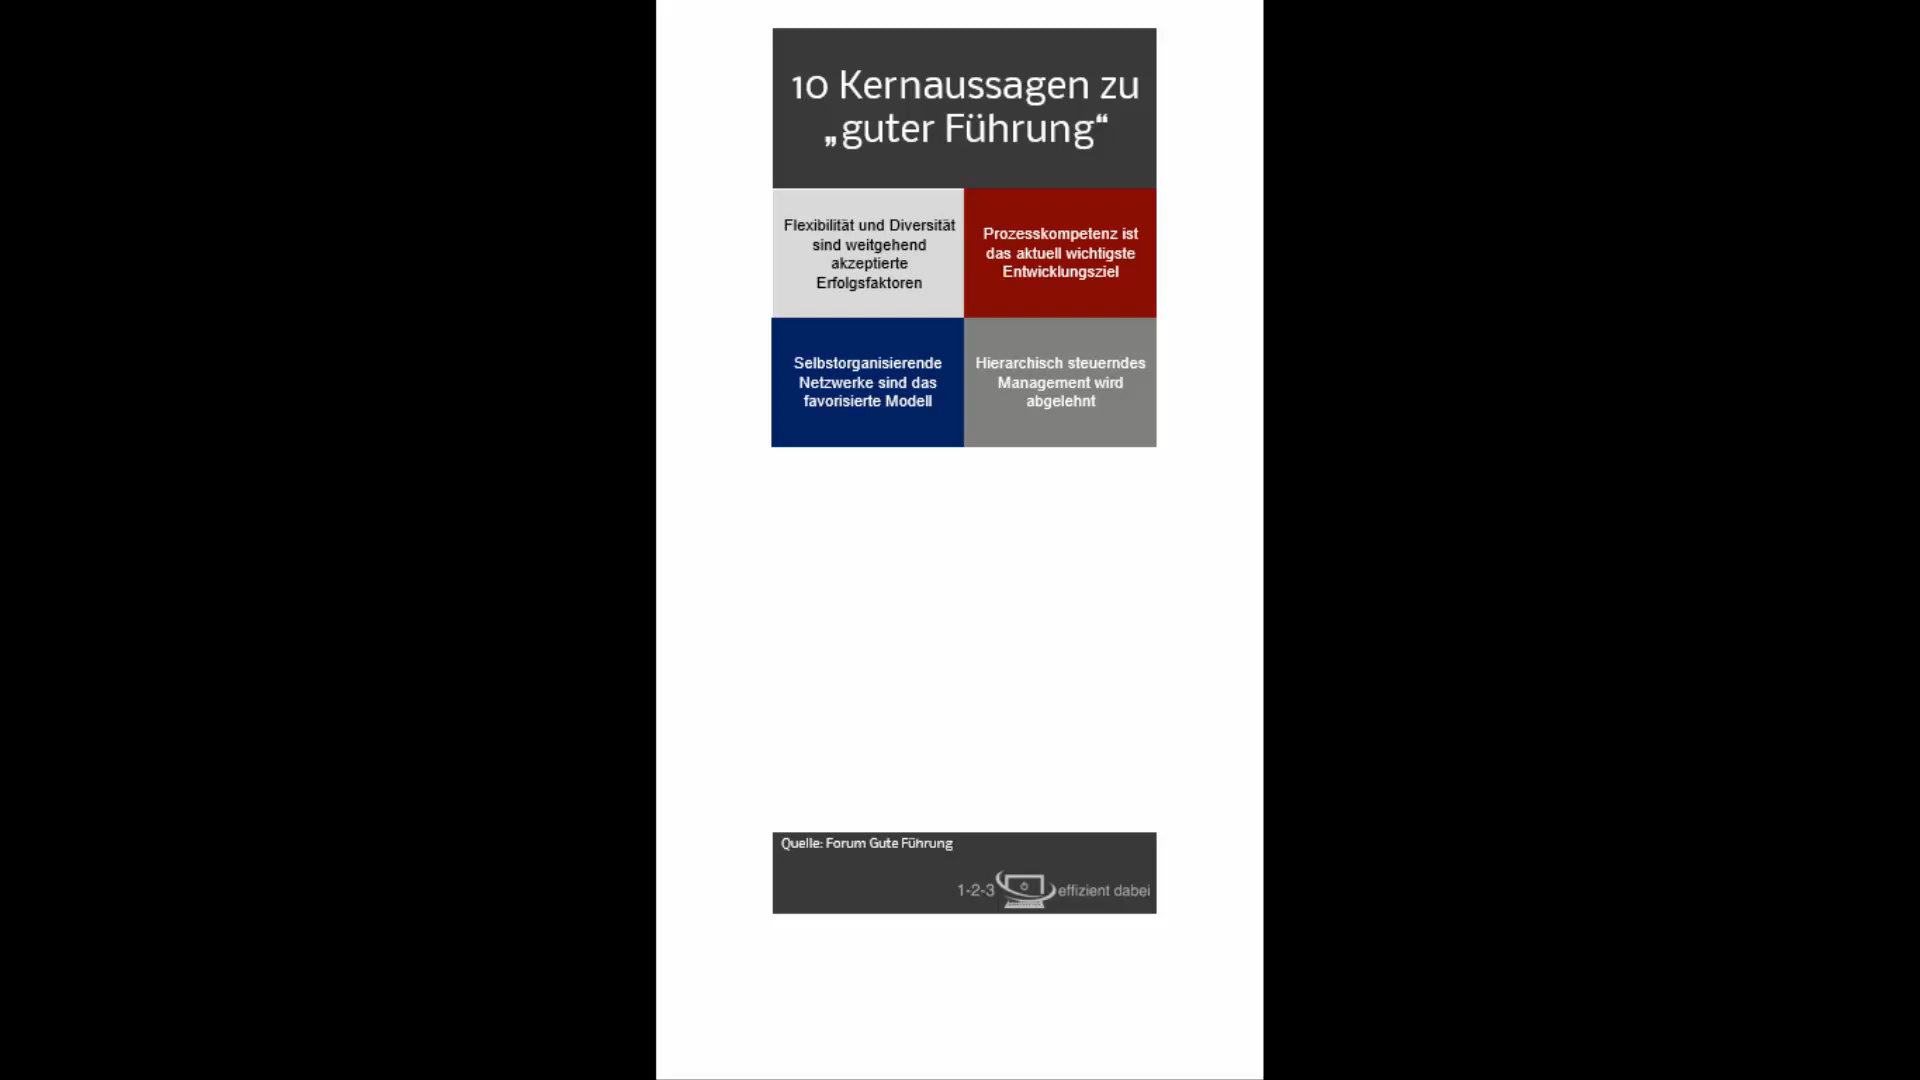 10 Kernaussagen zu
„guter Führung“
Flexibilität und Diversität
sind weitgehend
akzeptierte
Erfolgsfaktoren
Prozesskompetenz ist
das aktuell wichtigste
Entwicklungsziel
Selbstorganisierende
Netzwerke sind das
favorisierte Modell
Hierarchisch steuerndes
Management wird
abgelehnt
Quelle: Forum Gute Führung
1-2-3 effizient dabei